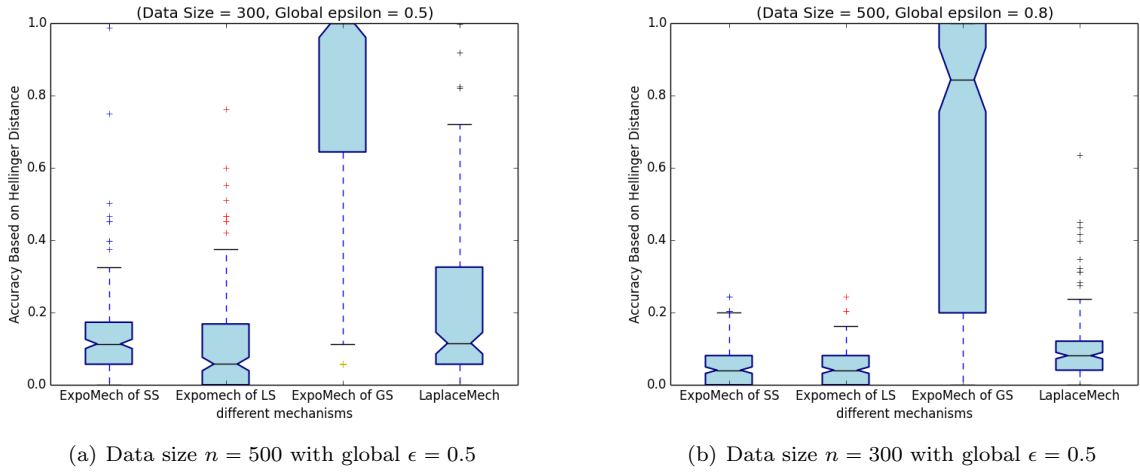 (Data Size = 300, Global epsilon = 0.5)
Accuracy Based on Hellinger Distance
1.0
0.8
0.6
0.4
0.2
0.0
ExpoMech of SS
Expomech of LS
ExpoMech of GS
LaplaceMech
different mechanisms
(a) Data size n = 500 with global ϵ = 0.5
(Data Size = 500, Global epsilon = 0.8)
Accuracy Based on Hellinger Distance
1.0
0.8
0.6
0.4
0.2
0.0
ExpoMech of SS
Expomech of LS
ExpoMech of GS
LaplaceMech
different mechanisms
(b) Data size n = 300 with global ϵ = 0.5